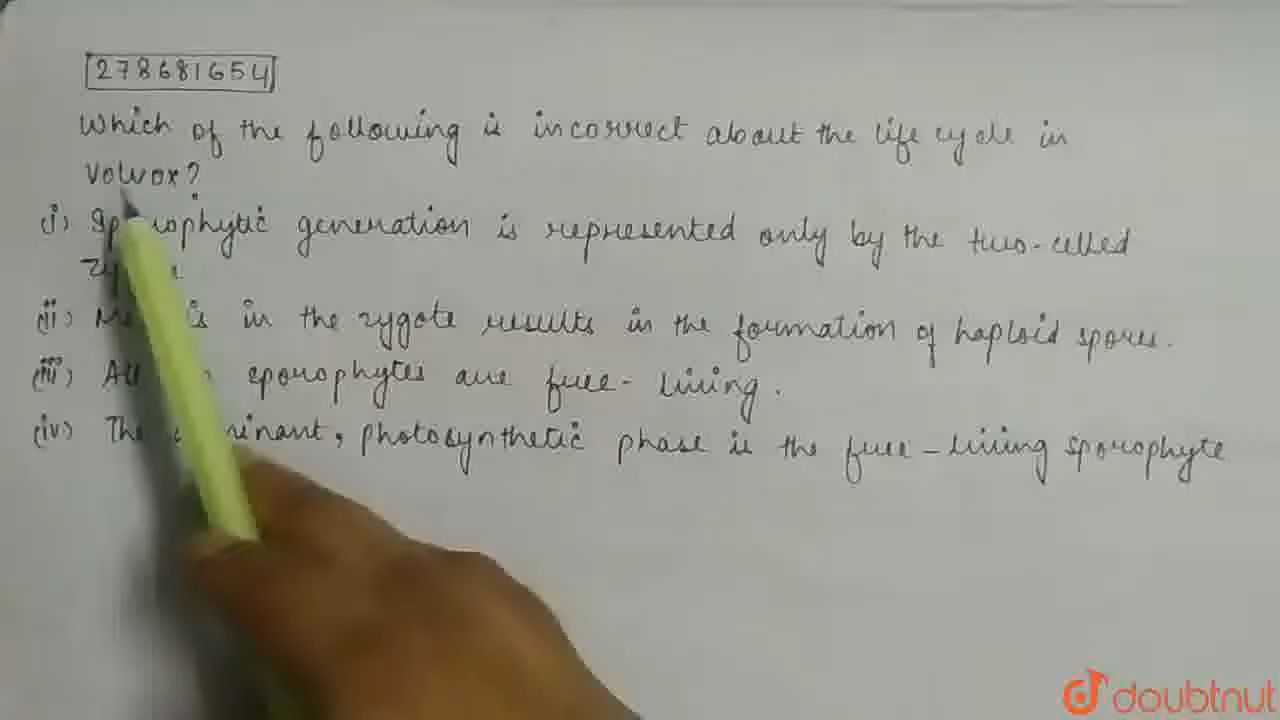 278681654
Which of the following is incorrect about the life cycle in
Volvox?
(i) generation is represented only by the two-celled
(ii) in the zygote results in the formation of haploid spores.
(iii) sporophytes are free-living.
(iv) photosynthetic phase is the free-living sporophyte
doubtnut